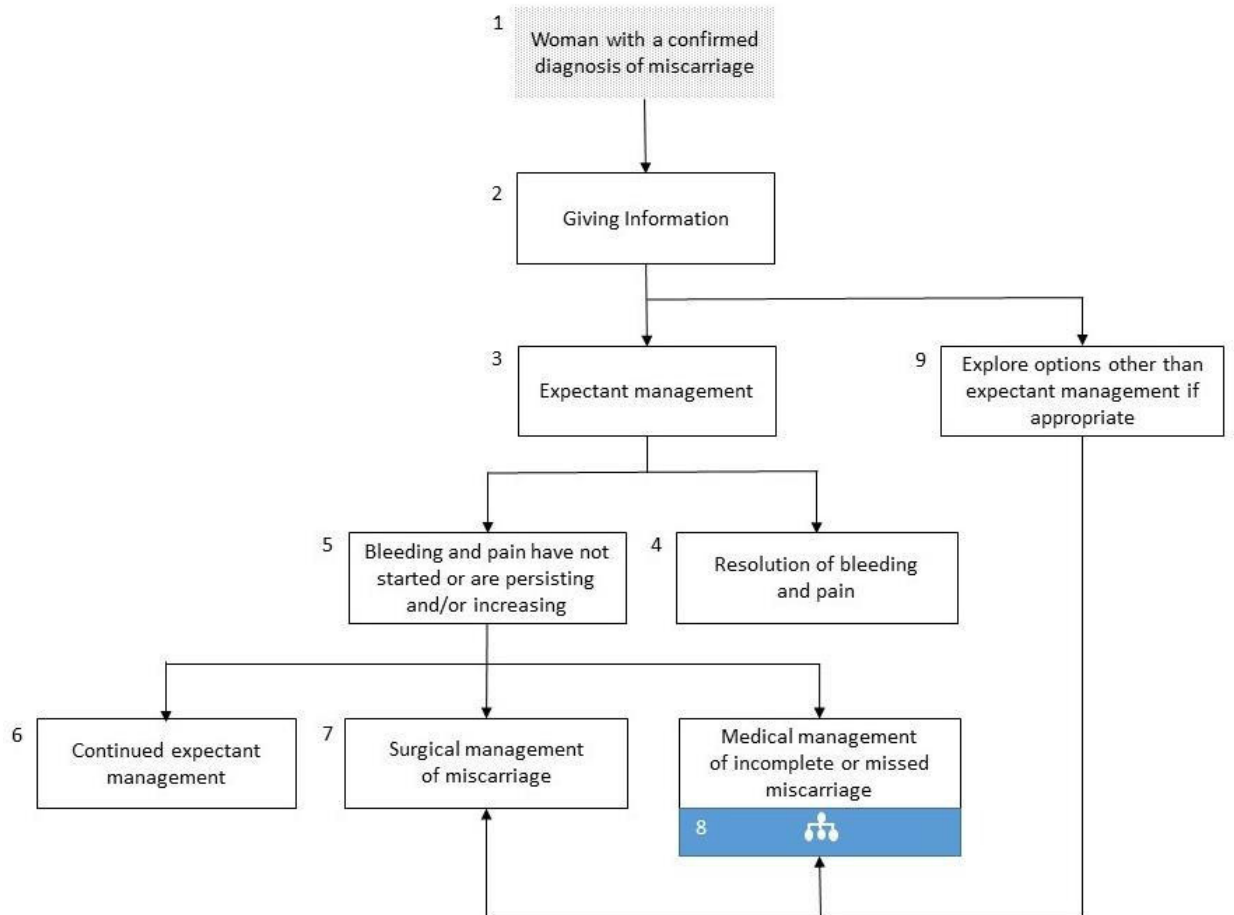 1
Woman with a confirmed
diagnosis of miscarriage
2
Giving Information
3
Expectant management
9
Explore options other than
expectant management if
appropriate
5
Bleeding and pain have not
started or are persisting
and/or increasing
4
Resolution of bleeding
and pain
6
Continued expectant
management
7
Surgical management
of miscarriage
Medical management
of incomplete or missed
miscarriage
8